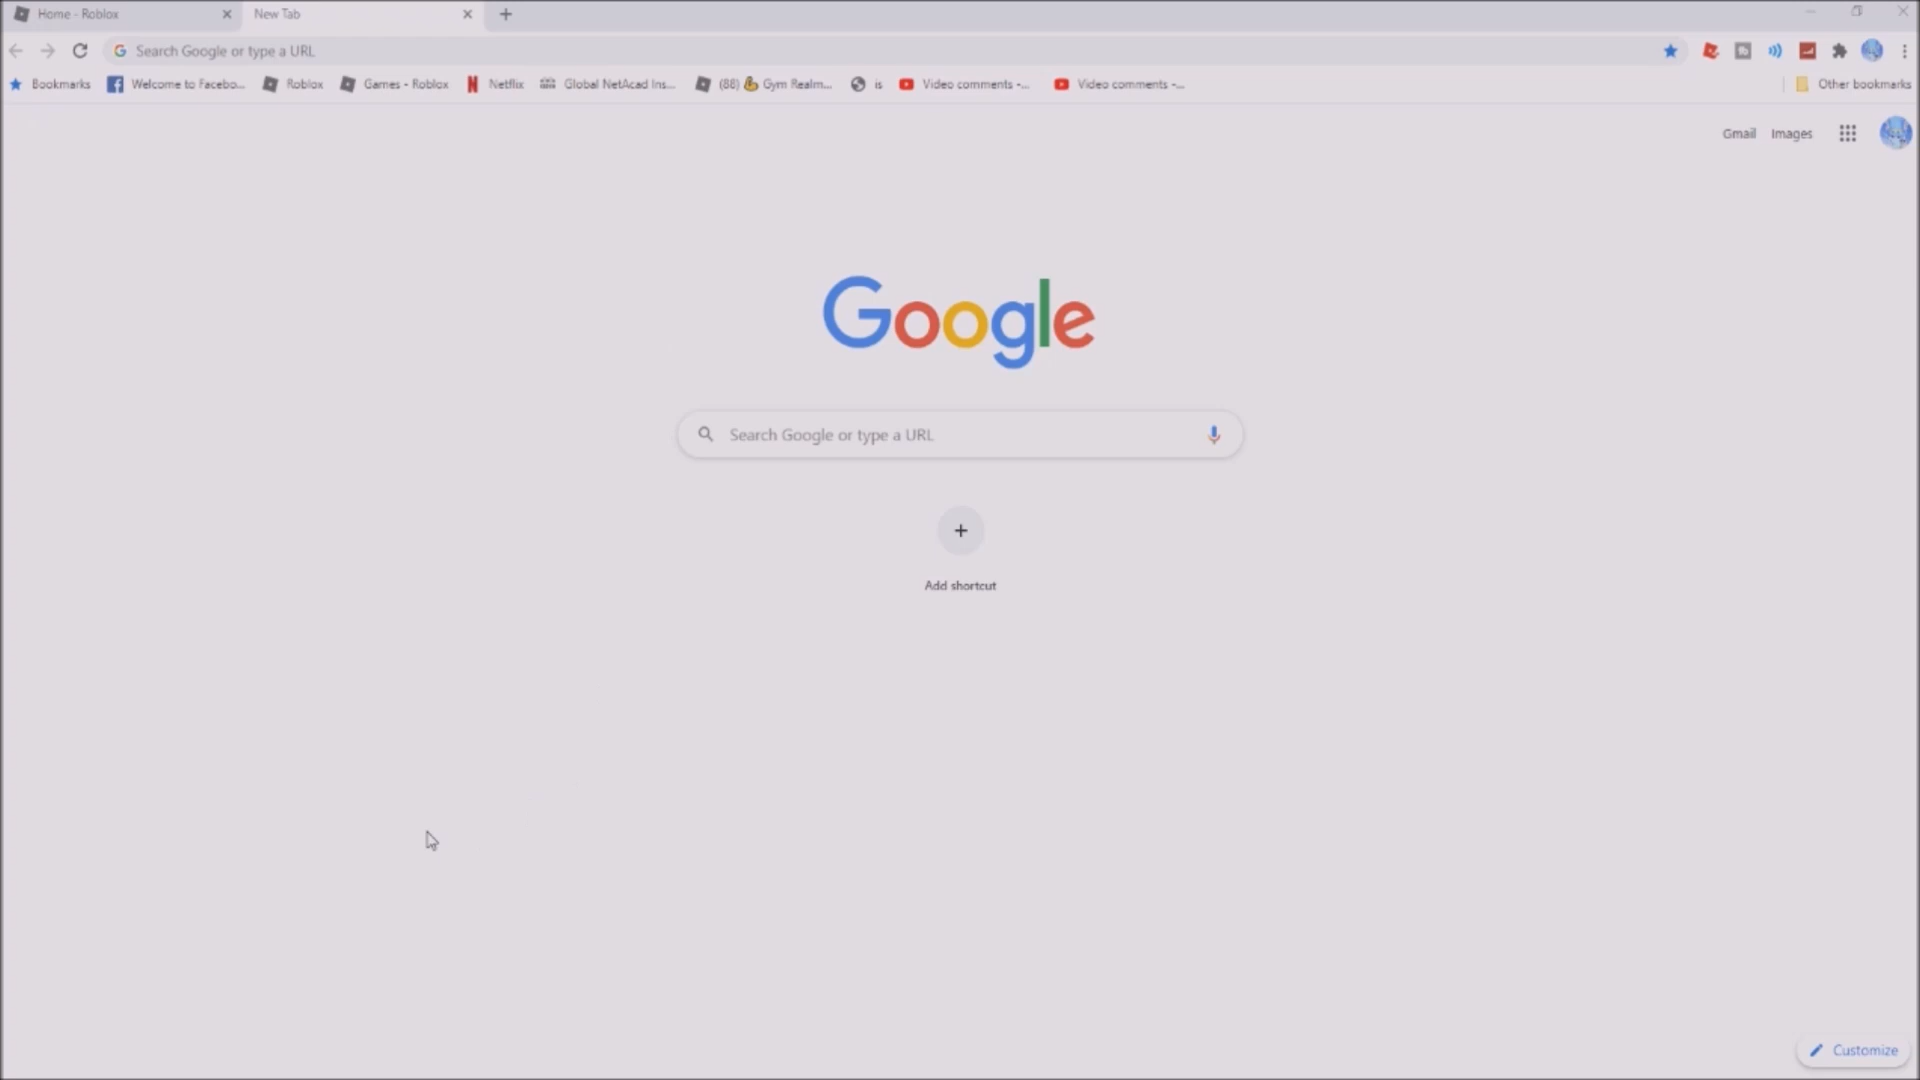 Home - Roblox
New Tab
Search Google or type a URL
Bookmarks
Welcome to Facebo...
Roblox
Games - Roblox
Netflix
Global NetAcad Ins...
(88) 💪 Gym Realm...
is
Video comments -...
Video comments -...
Other bookmarks
Gmail
Images
Google
Search Google or type a URL
Add shortcut
Customize